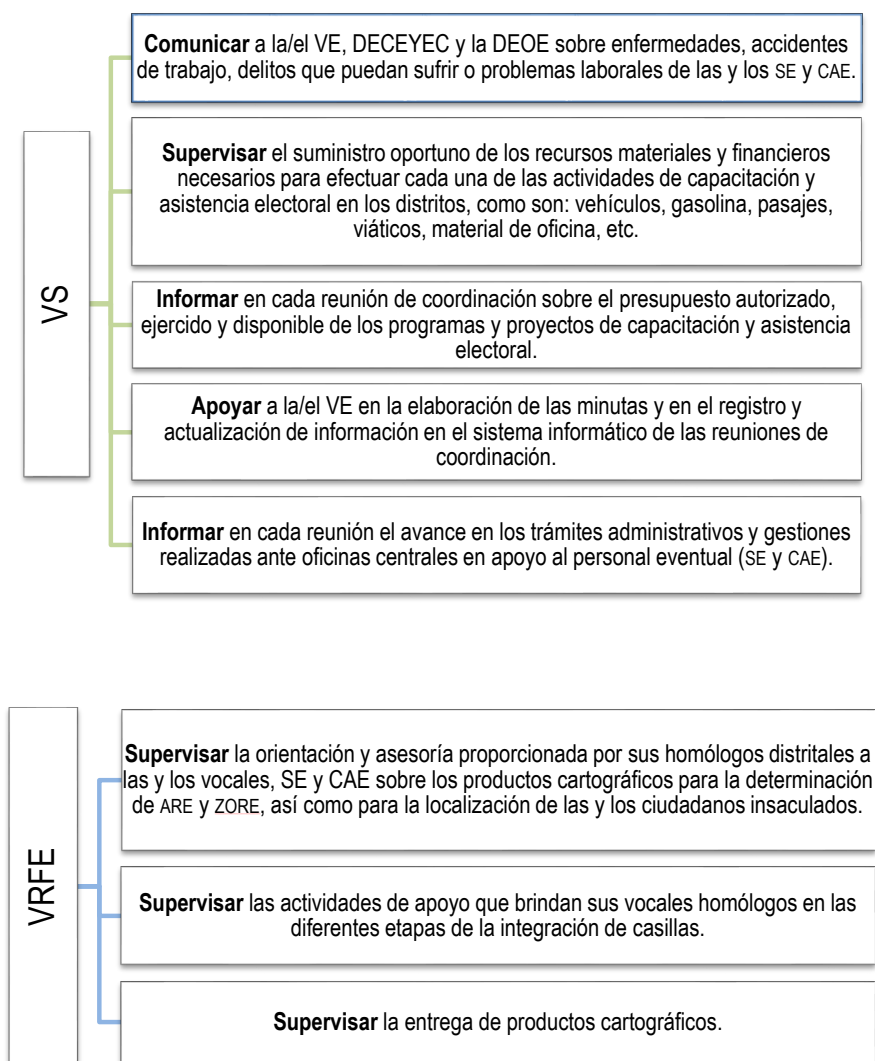 VS
Comunicar a la/el VE, DECEYEC y la DEOE sobre enfermedades, accidentes
de trabajo, delitos que puedan sufrir o problemas laborales de las y los SE y CAE.
Supervisar el suministro oportuno de los recursos materiales y financieros
necesarios para efectuar cada una de las actividades de capacitación y
asistencia electoral en los distritos, como son: vehículos, gasolina, pasajes,
viáticos, material de oficina, etc.
Informar en cada reunión de coordinación sobre el presupuesto autorizado,
ejercido y disponible de los programas y proyectos de capacitación y asistencia
electoral.
Apoyar a la/el VE en la elaboración de las minutas y en el registro y
actualización de información en el sistema informático de las reuniones de
coordinación.
Informar en cada reunión el avance en los trámites administrativos y gestiones
realizadas ante oficinas centrales en apoyo al personal eventual (SE y CAE).
VRFE
Supervisar la orientación y asesoría proporcionada por sus homólogos distritales a
las y los vocales, SE y CAE sobre los productos cartográficos para la determinación
de ARE y ZORE, así como para la localización de las y los ciudadanos insaculados.
Supervisar las actividades de apoyo que brindan sus vocales homólogos en las
diferentes etapas de la integración de casillas.
Supervisar la entrega de productos cartográficos.